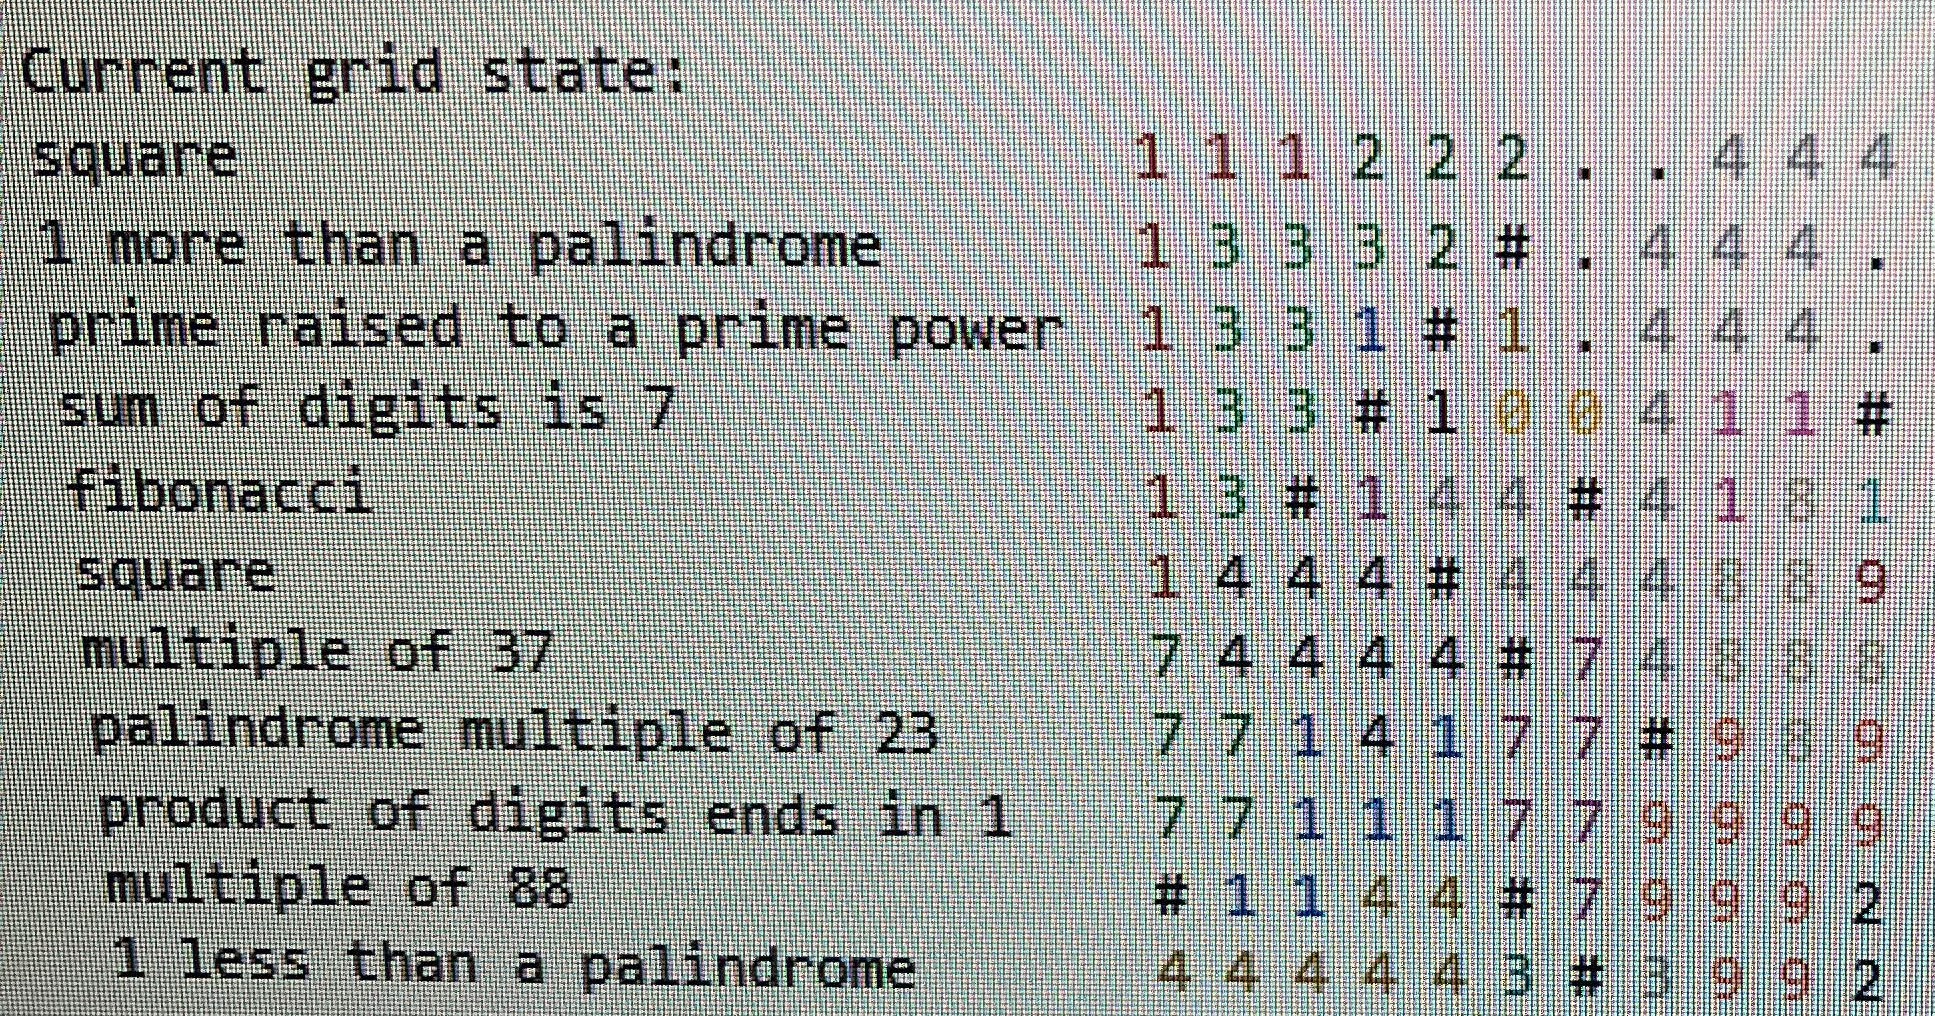 Current grid state:
square 1 1 1 2 2 2 . . 4 4 4
1 more than a palindrome 1 3 3 3 2 # . 4 4 4 .
prime raised to a prime power 1 3 3 1 # 1 . 4 4 4 .
sum of digits is 7 1 3 3 # 1 0 0 4 1 1 #
fibonacci 1 3 # 1 4 4 # 4 1 8 1
square 1 4 4 4 # 4 4 4 8 8 9
multiple of 37 7 4 4 4 4 # 7 4 8 8 8
palindrome multiple of 23 7 7 1 4 1 7 7 # 9 8 9
product of digits ends in 1 7 7 1 1 1 7 7 9 9 9 9
multiple of 88 # 1 1 4 4 # 7 9 9 9 2
1 less than a palindrome 4 4 4 4 4 3 # 3 9 9 2